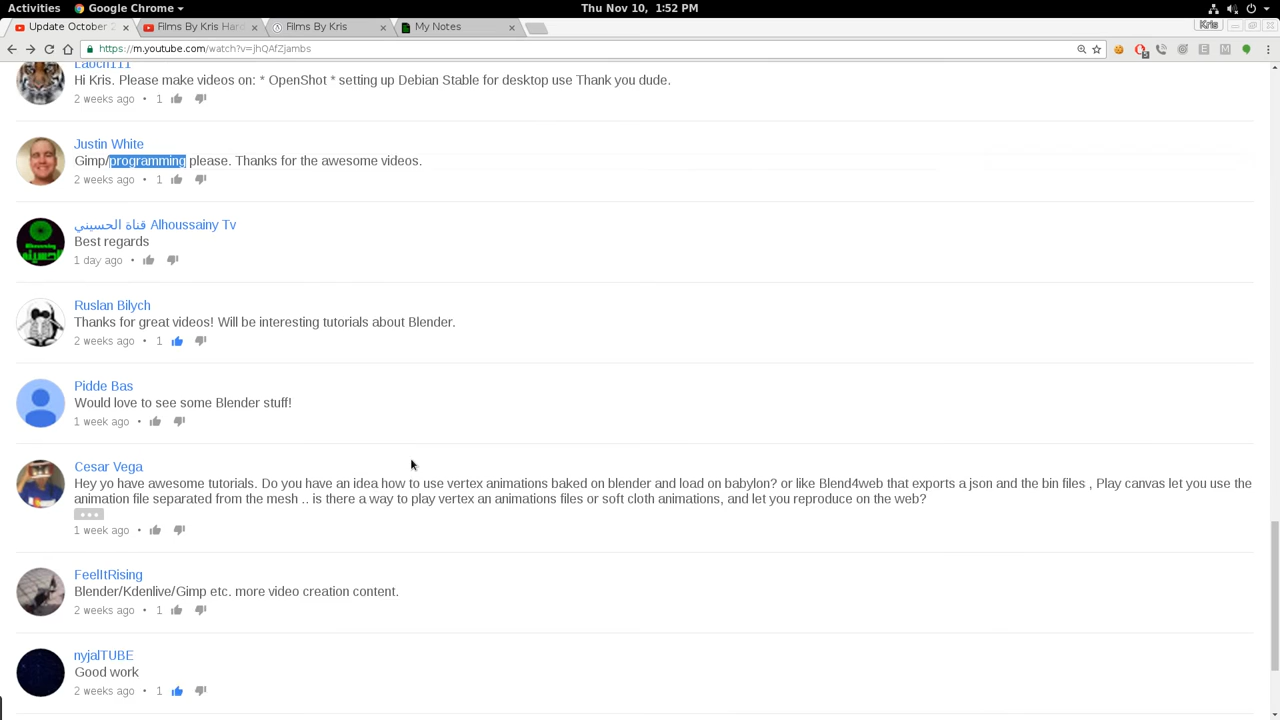 Activities Google Chrome Thu Nov 10, 1:52 PM
Update October 2 Films By Kris Hard Films By Kris My Notes Kris
https://m.youtube.com/watch?v=jhQAfZjambs
Laoch111
Hi Kris. Please make videos on: * OpenShot * setting up Debian Stable for desktop use Thank you dude.
2 weeks ago • 1
Justin White
Gimp/programming please. Thanks for the awesome videos.
2 weeks ago • 1
قناة الحسيني Alhoussainy Tv
Best regards
1 day ago •
Ruslan Bilych
Thanks for great videos! Will be interesting tutorials about Blender.
2 weeks ago • 1
Pidde Bas
Would love to see some Blender stuff!
1 week ago •
Cesar Vega
Hey yo have awesome tutorials. Do you have an idea how to use vertex animations baked on blender and load on babylon? or like Blend4web that exports a json and the bin files , Play canvas let you use the
animation file separated from the mesh .. is there a way to play vertex an animations files or soft cloth animations, and let you reproduce on the web?
1 week ago •
FeelItRising
Blender/Kdenlive/Gimp etc. more video creation content.
2 weeks ago • 1
nyjalTUBE
Good work
2 weeks ago • 1